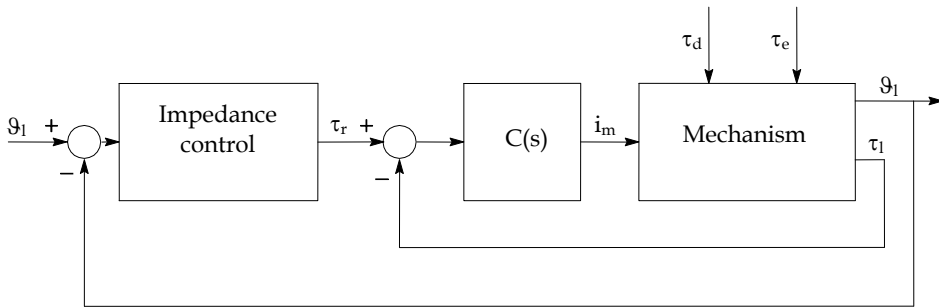 τd
τe
ϑl
+
−
Impedance
control
τr
+
−
C(s)
im
Mechanism
ϑl
τl